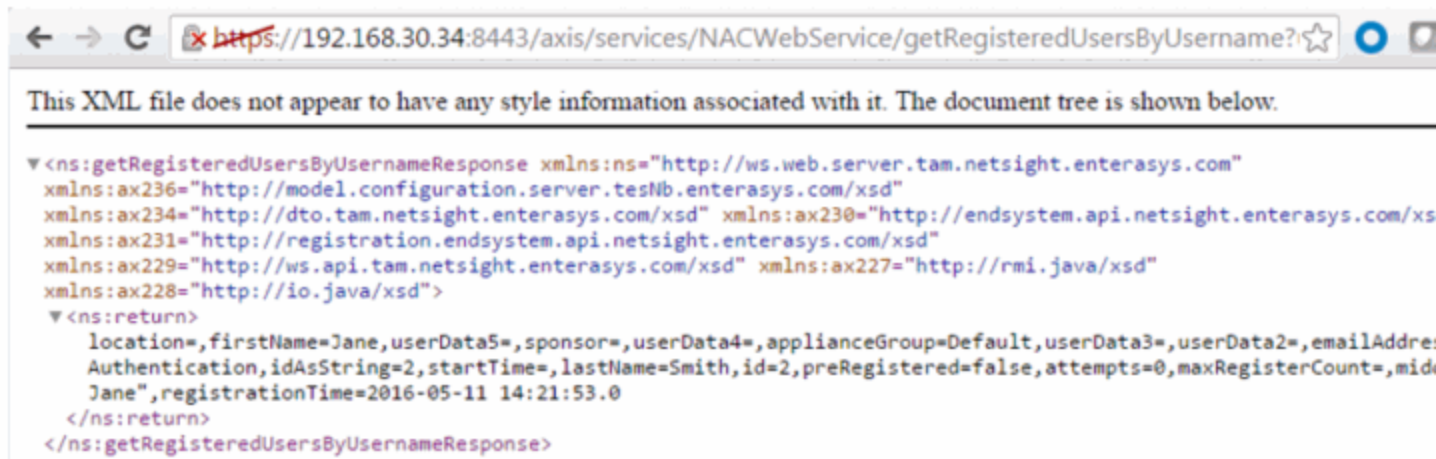 https://192.168.30.34:8443/axis/services/NACWebService/getRegisteredUsersByUsername?
This XML file does not appear to have any style information associated with it. The document tree is shown below.
▼<ns:getRegisteredUsersByUsernameResponse xmlns:ns="http://ws.web.server.tam.netsight.enterasys.com"
xmlns:ax236="http://model.configuration.server.tesNb.enterasys.com/xsd"
xmlns:ax234="http://dto.tam.netsight.enterasys.com/xsd" xmlns:ax230="http://endsystem.api.netsight.enterasys.com/xs
xmlns:ax231="http://registration.endsystem.api.netsight.enterasys.com/xsd"
xmlns:ax229="http://ws.api.tam.netsight.enterasys.com/xsd" xmlns:ax227="http://rmi.java/xsd"
xmlns:ax228="http://io.java/xsd">
▼<ns:return>
location=,firstName=Jane,userData5=,sponsor=,userData4=,applianceGroup=Default,userData3=,userData2=,emailAddres
Authentication,idAsString=2,startTime=,lastName=Smith,id=2,preRegistered=false,attempts=0,maxRegisterCount=,midd
Jane",registrationTime=2016-05-11 14:21:53.0
</ns:return>
</ns:getRegisteredUsersByUsernameResponse>